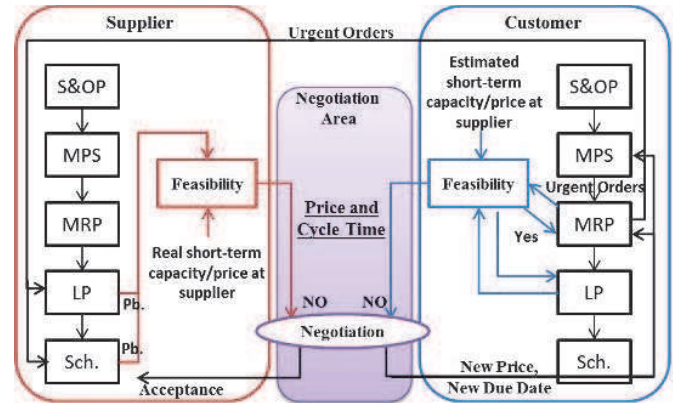 Supplier
Customer
Urgent Orders
S&OP
MPS
MRP
LP
Sch.
Pb.
Pb.
Feasibility
Real short-term
capacity/price at
supplier
Negotiation
Area
Price and
Cycle Time
NO
NO
Negotiation
Acceptance
Estimated
short-term
capacity/price at
supplier
Feasibility
Urgent Orders
Yes
S&OP
MPS
MRP
LP
Sch.
New Price,
New Due Date